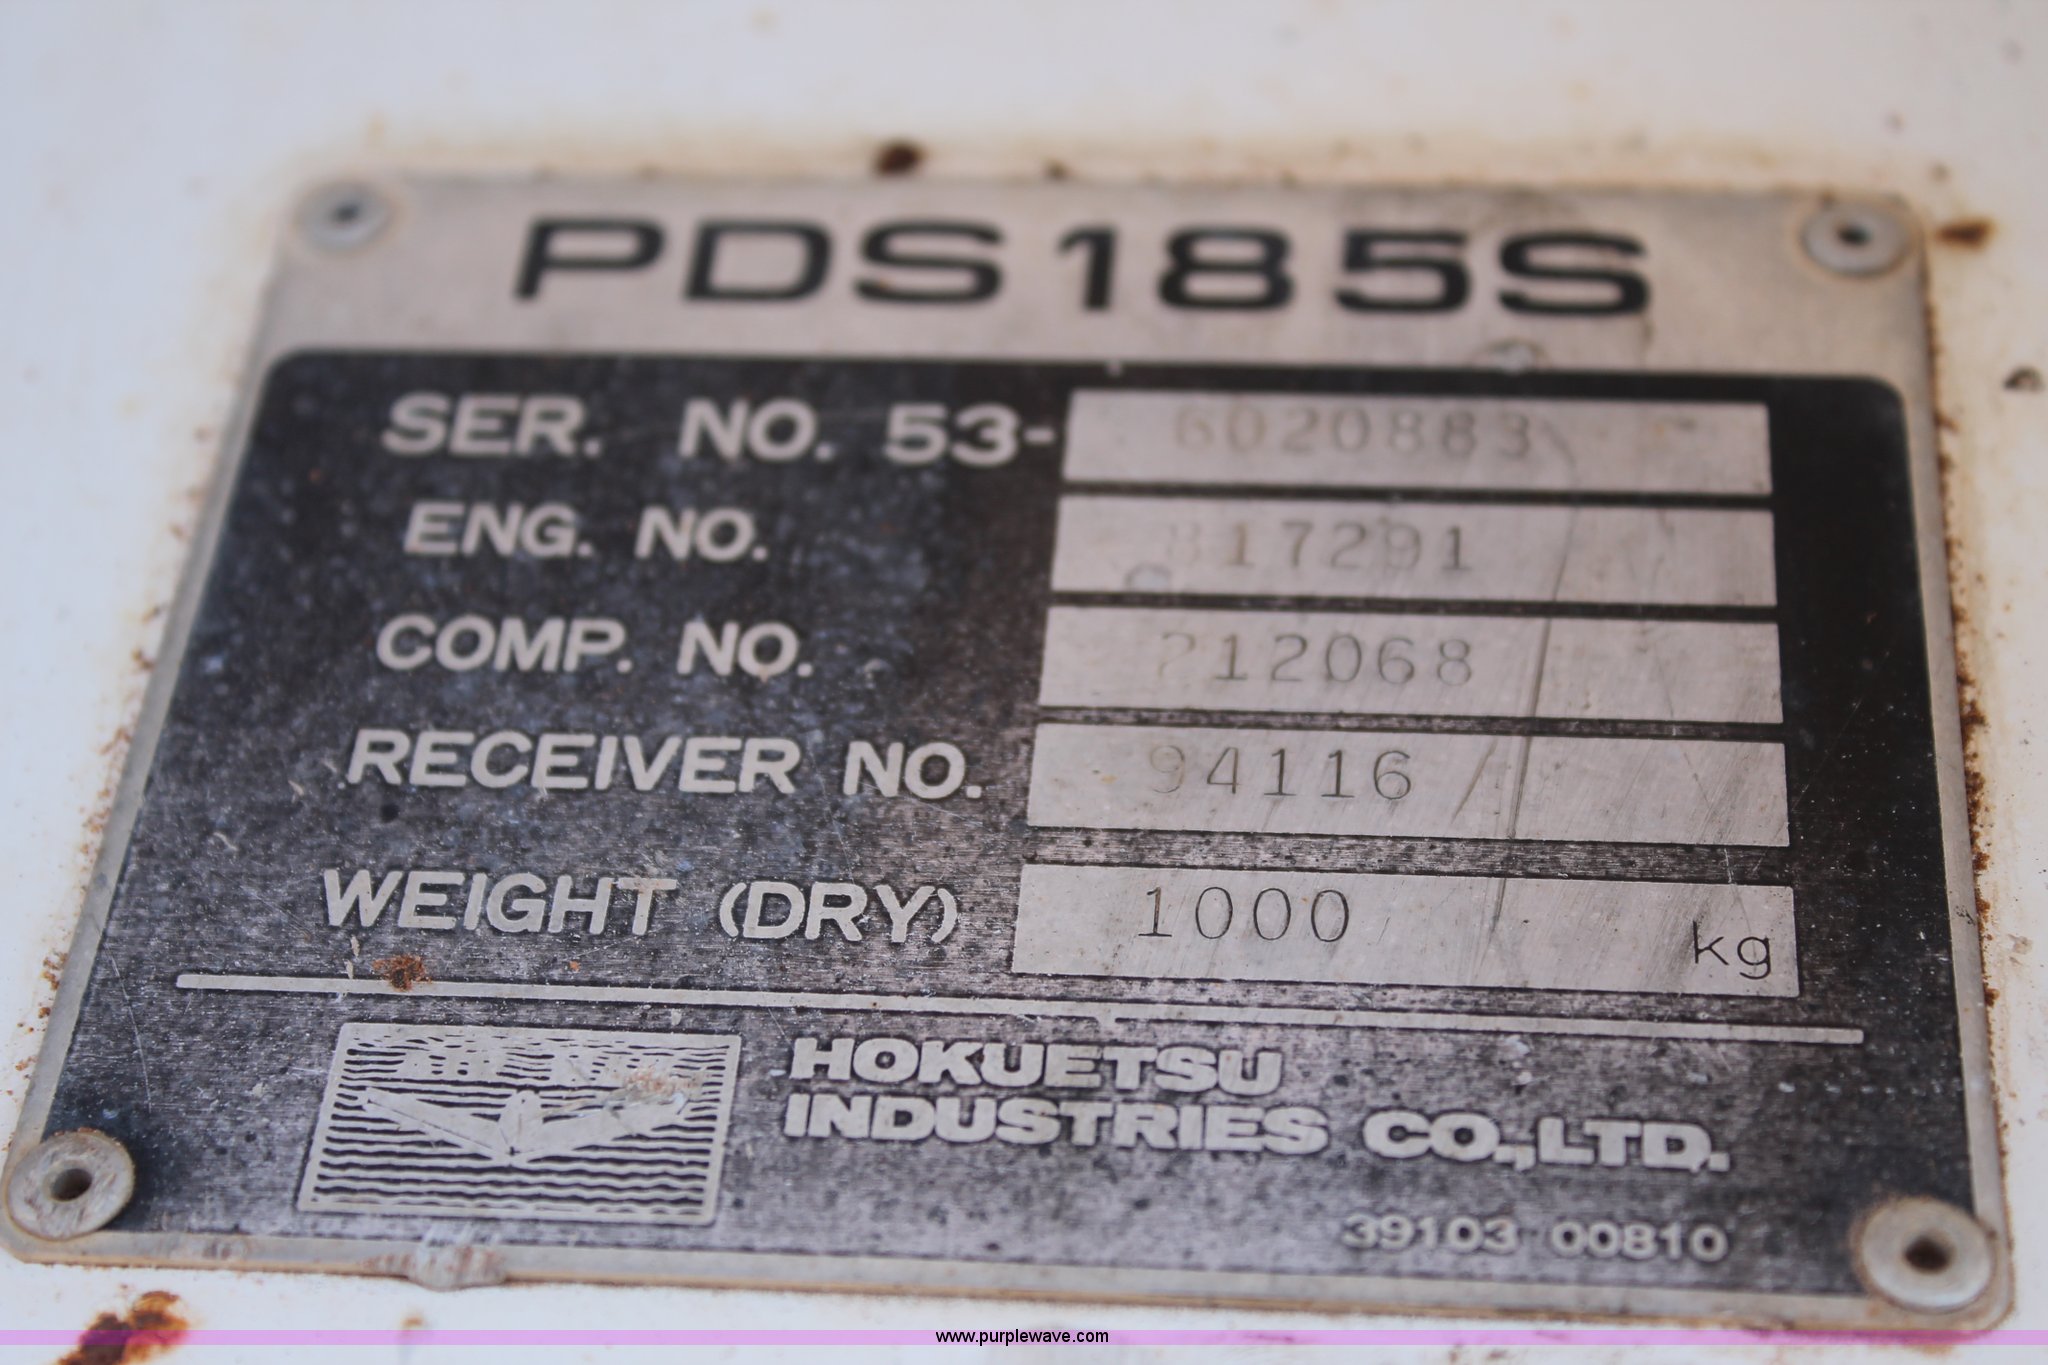 PDS185S
SER. NO. 53- 6020883
ENG. NO. 817291
COMP. NO. 212068
RECEIVER NO. 94116
WEIGHT (DRY) 1000 kg
HOKUETSU
INDUSTRIES CO.,LTD.
39103 00810
www.purplewave.com